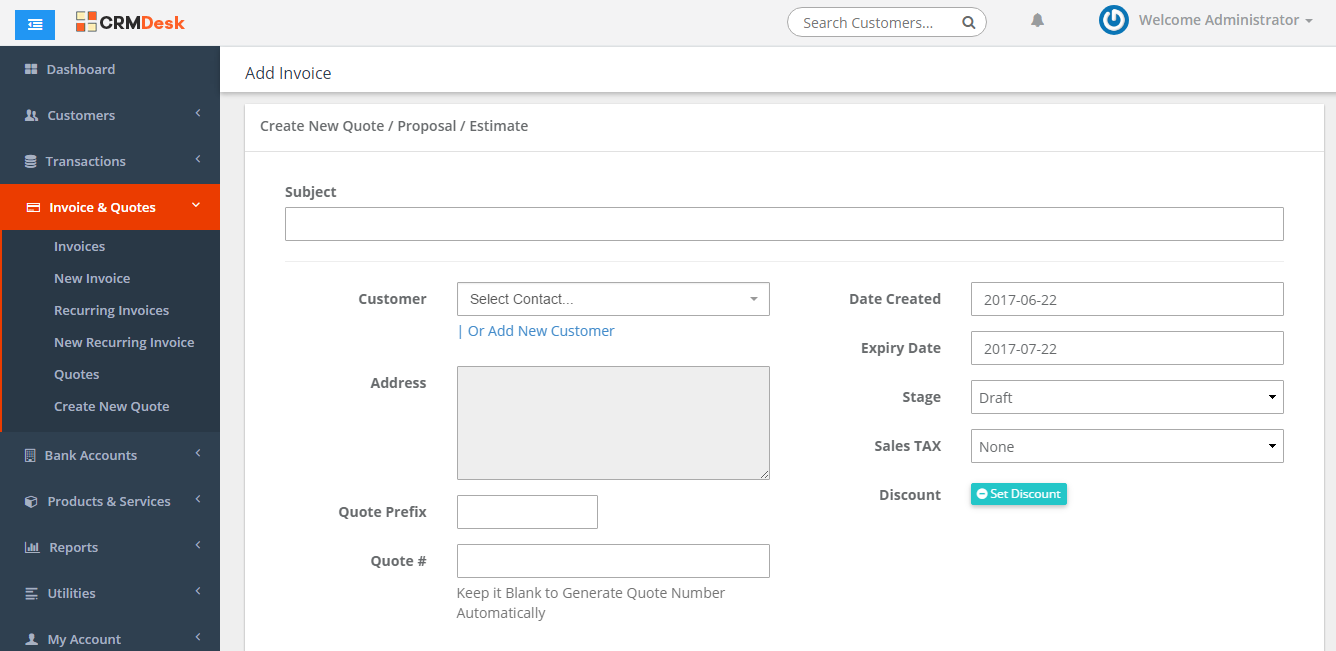 CRMDesk
Search Customers...
Welcome Administrator
Dashboard
Customers
Transactions
Invoice & Quotes
Invoices
New Invoice
Recurring Invoices
New Recurring Invoice
Quotes
Create New Quote
Bank Accounts
Products & Services
Reports
Utilities
My Account
Add Invoice
Create New Quote / Proposal / Estimate
Subject
Customer
Select Contact...
| Or Add New Customer
Address
Quote Prefix
Quote #
Keep it Blank to Generate Quote Number
Automatically
Date Created
2017-06-22
Expiry Date
2017-07-22
Stage
Draft
Sales TAX
None
Discount
Set Discount